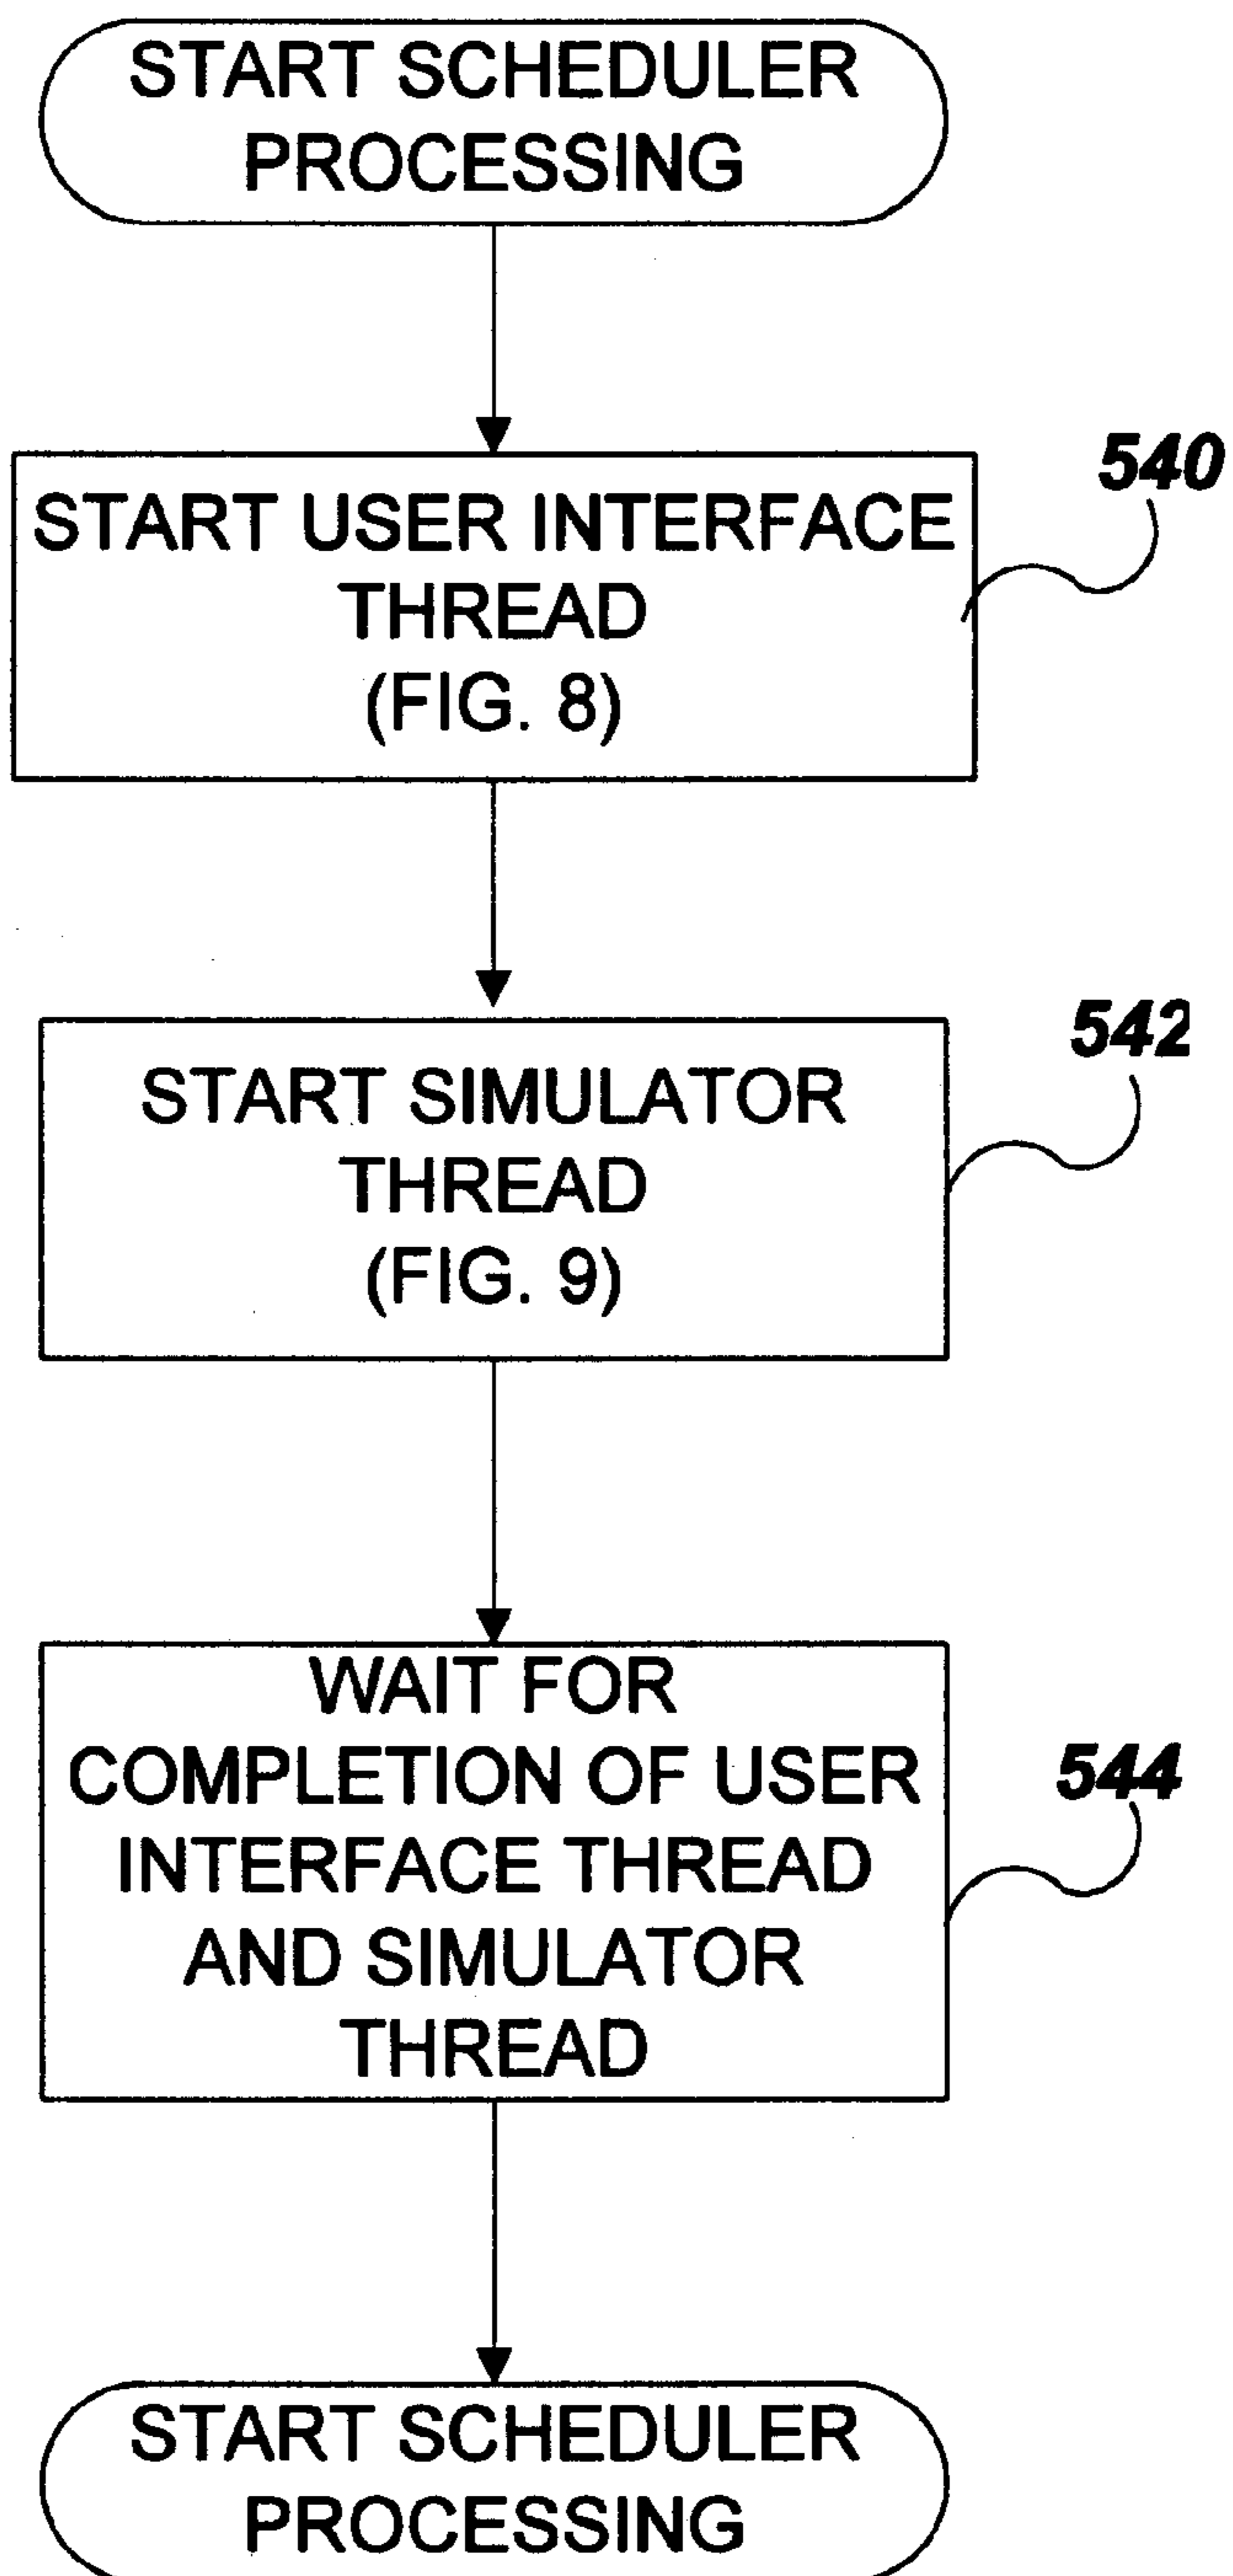 START SCHEDULER
PROCESSING
540
START USER INTERFACE
THREAD
(FIG. 8)
542
START SIMULATOR
THREAD
(FIG. 9)
WAIT FOR
COMPLETION OF USER
544
INTERFACE THREAD
AND SIMULATOR
THREAD
START SCHEDULER
PROCESSING